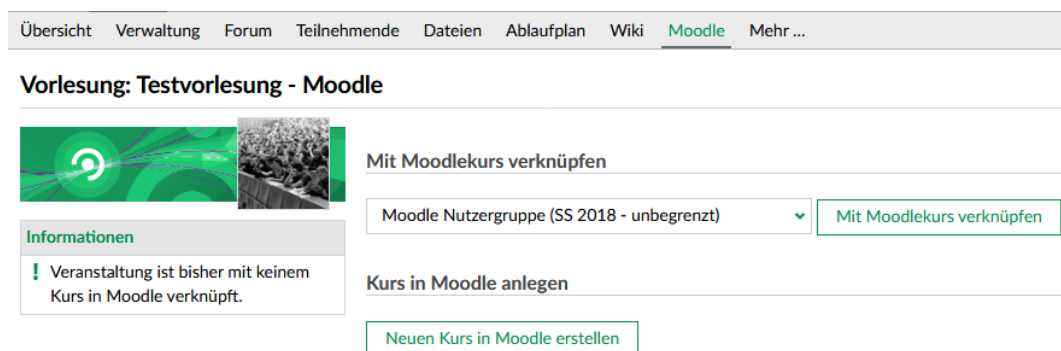 Übersicht Verwaltung Forum Teilnehmende Dateien Ablaufplan Wiki Moodle Mehr ...
Vorlesung: Testvorlesung - Moodle
Mit Moodlekurs verknüpfen
Moodle Nutzergruppe (SS 2018 - unbegrenzt) Mit Moodlekurs verknüpfen
Informationen
! Veranstaltung ist bisher mit keinem
Kurs in Moodle verknüpft.
Kurs in Moodle anlegen
Neuen Kurs in Moodle erstellen